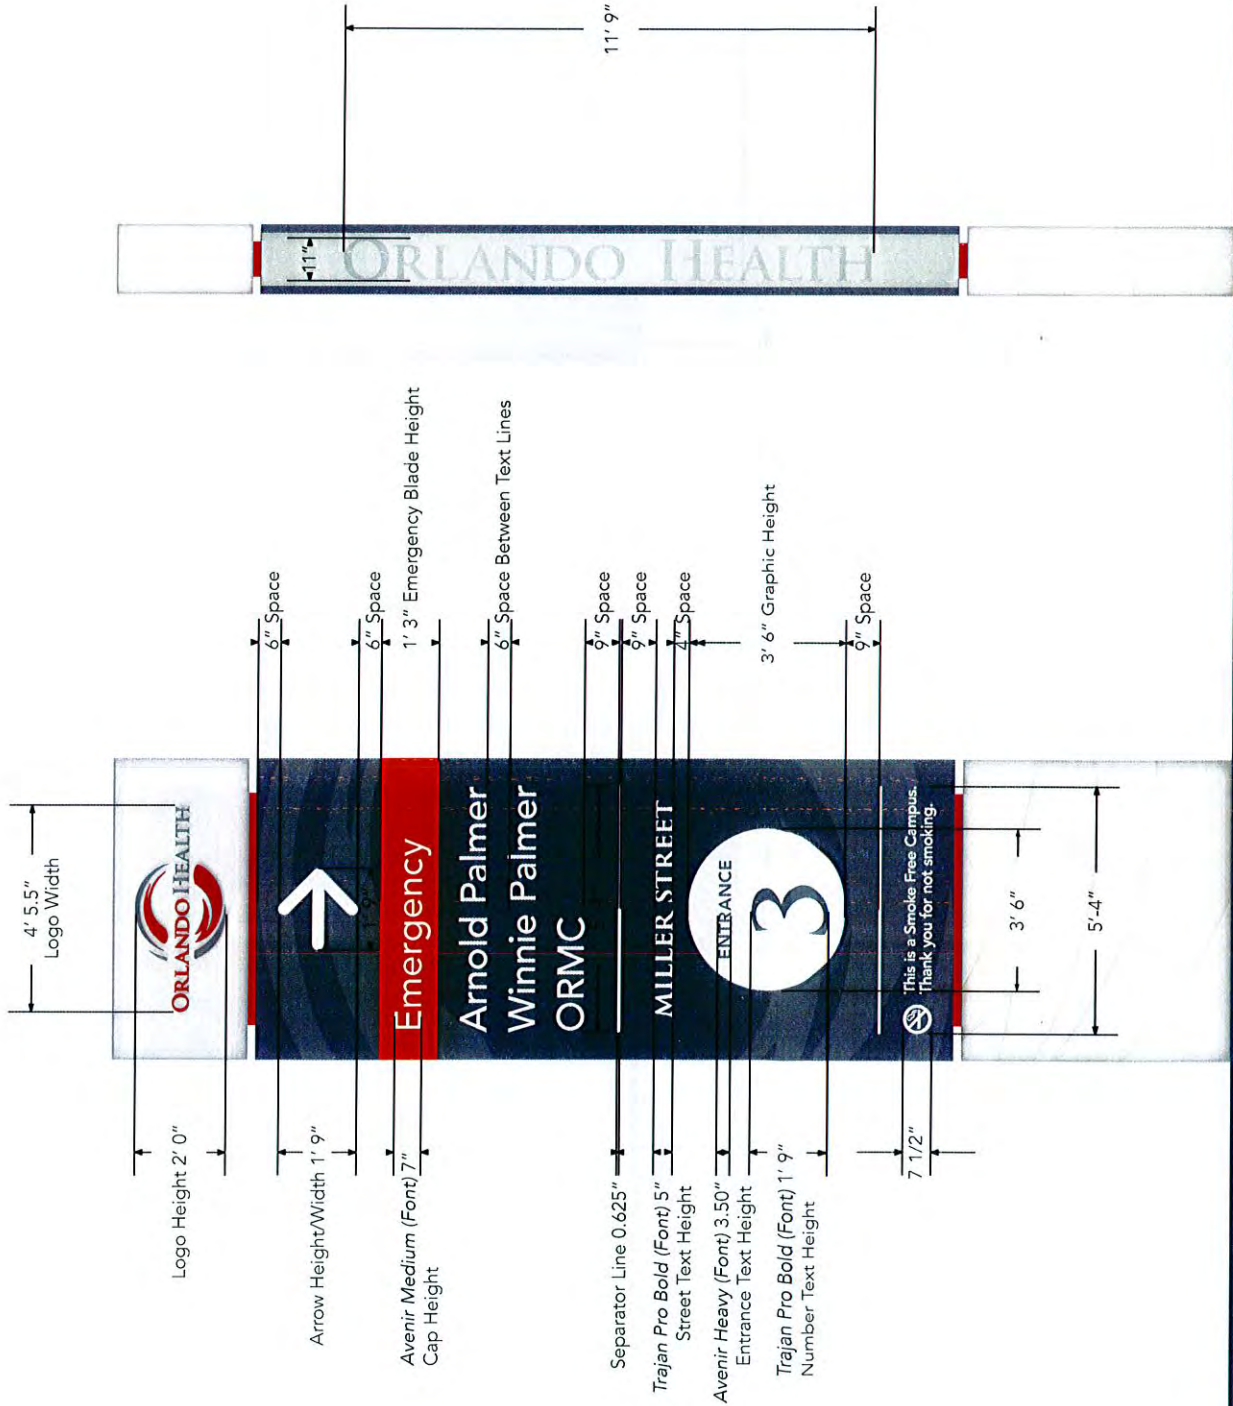 4' 5.5"
Logo Width
Logo Height 2' 0"
ORLANDO HEALTH
6" Space
Arrow Height/Width 1' 9"
1' 9"
6" Space
1' 3" Emergency Blade Height
Avenir Medium (Font) 7"
Cap Height
Emergency
Arnold Palmer
Winnie Palmer
ORMC
6" Space Between Text Lines
9" Space
Separator Line 0.625"
9" Space
Trajan Pro Bold (Font) 5"
Street Text Height
MILLER STREET
4" Space
Avenir Heavy (Font) 3.50"
Entrance Text Height
ENTRANCE
3
3' 6" Graphic Height
Trajan Pro Bold (Font) 1' 9"
Number Text Height
9" Space
7 1/2"
This is a Smoke Free Campus.
Thank you for not smoking.
3' 6"
5'-4"
11"
ORLANDO HEALTH
11' 9"